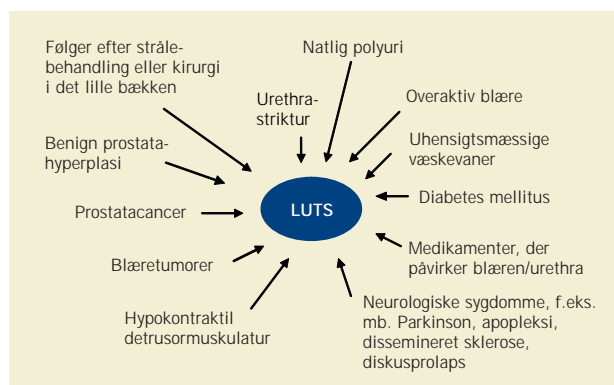 Følger efter stråle-
behandling eller kirurgi
i det lille bækken
Natlig polyuri
Urethra-
striktur
Overaktiv blære
Benign prostata-
hyperplasi
Uhensigtsmæssige
væskevaner
Prostatacancer
LUTS
Diabetes mellitus
Blæretumorer
Medikamenter, der
påvirker blæren/urethra
Hypokontraktil
detrusormuskulatur
Neurologiske sygdomme, f.eks.
mb. Parkinson, apopleksi,
dissemineret sklerose,
diskusprolaps